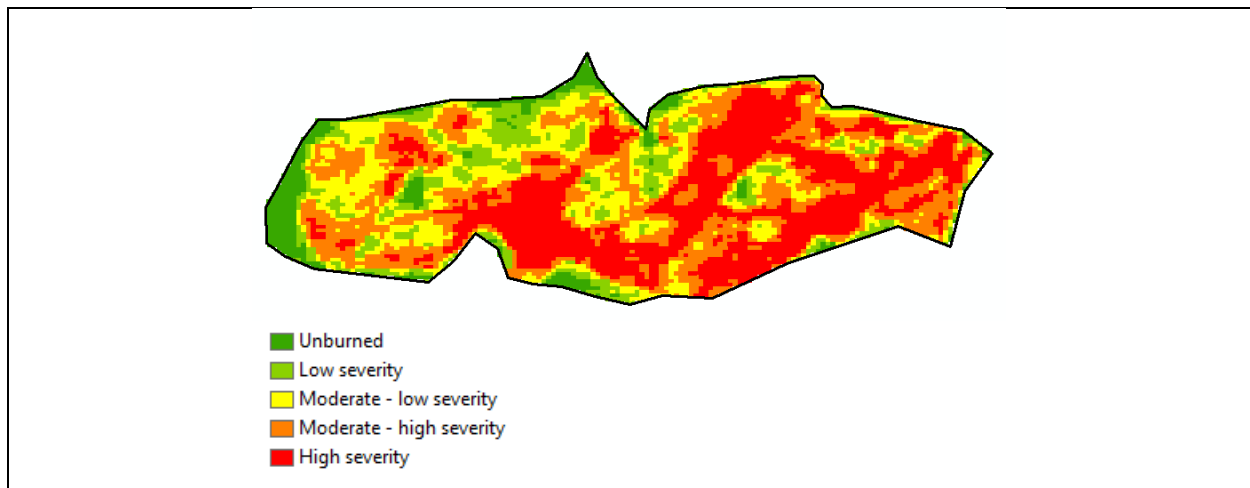 Unburned
Low severity
Moderate - low severity
Moderate - high severity
High severity